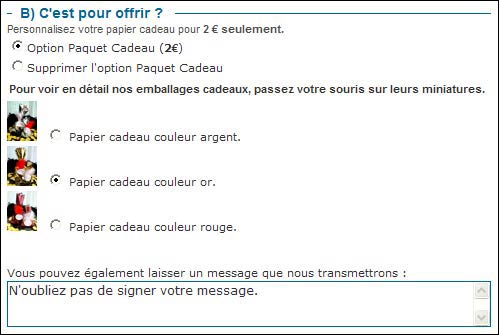 B) C'est pour offrir ?
Personnalisez votre papier cadeau pour 2 € seulement.
Option Paquet Cadeau (2€)
Supprimer l'option Paquet Cadeau
Pour voir en détail nos emballages cadeaux, passez votre souris sur leurs miniatures.
Papier cadeau couleur argent.
Papier cadeau couleur or.
Papier cadeau couleur rouge.
Vous pouvez également laisser un message que nous transmettrons :
N'oubliez pas de signer votre message.